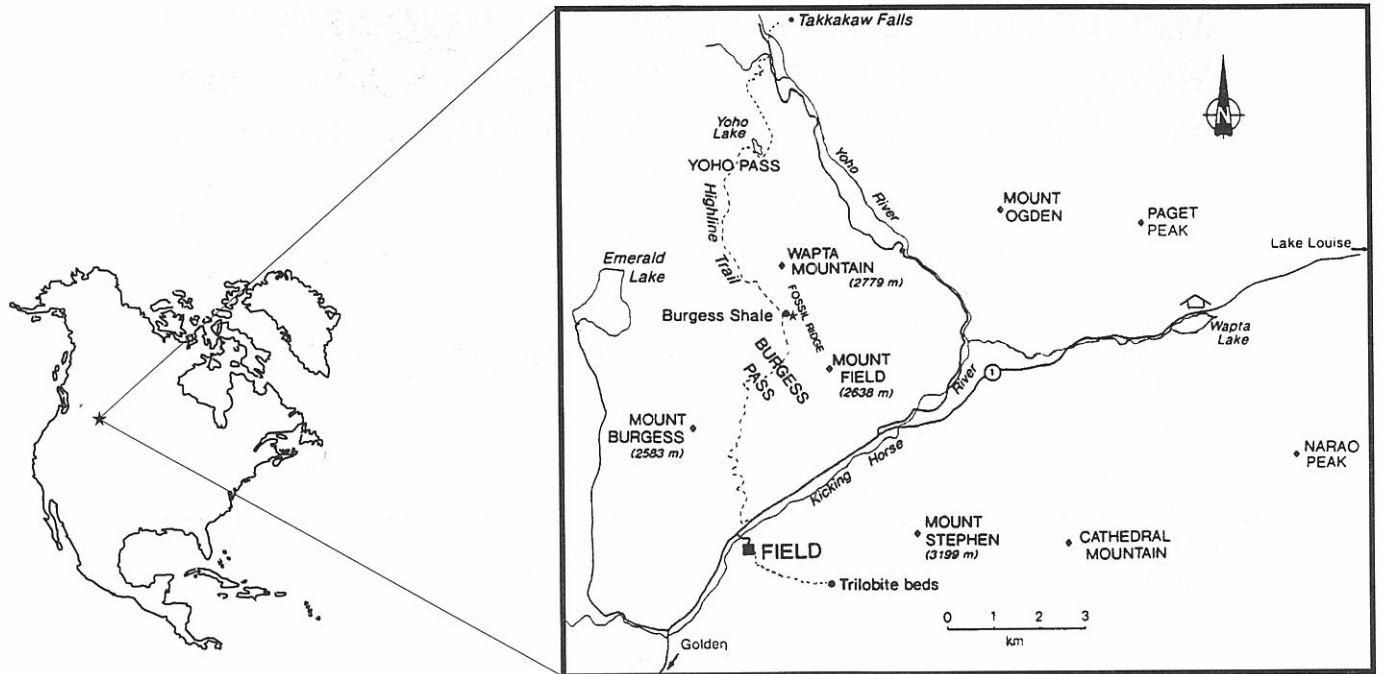 Takkakaw Falls
N
Yoho
Lake
YOHO PASS
Yoho
River
Highline
Trail
MOUNT
OGDEN
PAGET
PEAK
Lake Louise
Emerald
Lake
WAPTA
MOUNTAIN
(2779 m)
FOSSIL RIDGE
Burgess Shale
Wapta
Lake
BURGESS
PASS
MOUNT
FIELD
(2638 m)
1
MOUNT
BURGESS
(2583 m)
Kicking Horse River
NARAO
PEAK
MOUNT
STEPHEN
(3199 m)
CATHEDRAL
MOUNTAIN
FIELD
Trilobite beds
0 1 2 3
km
Golden